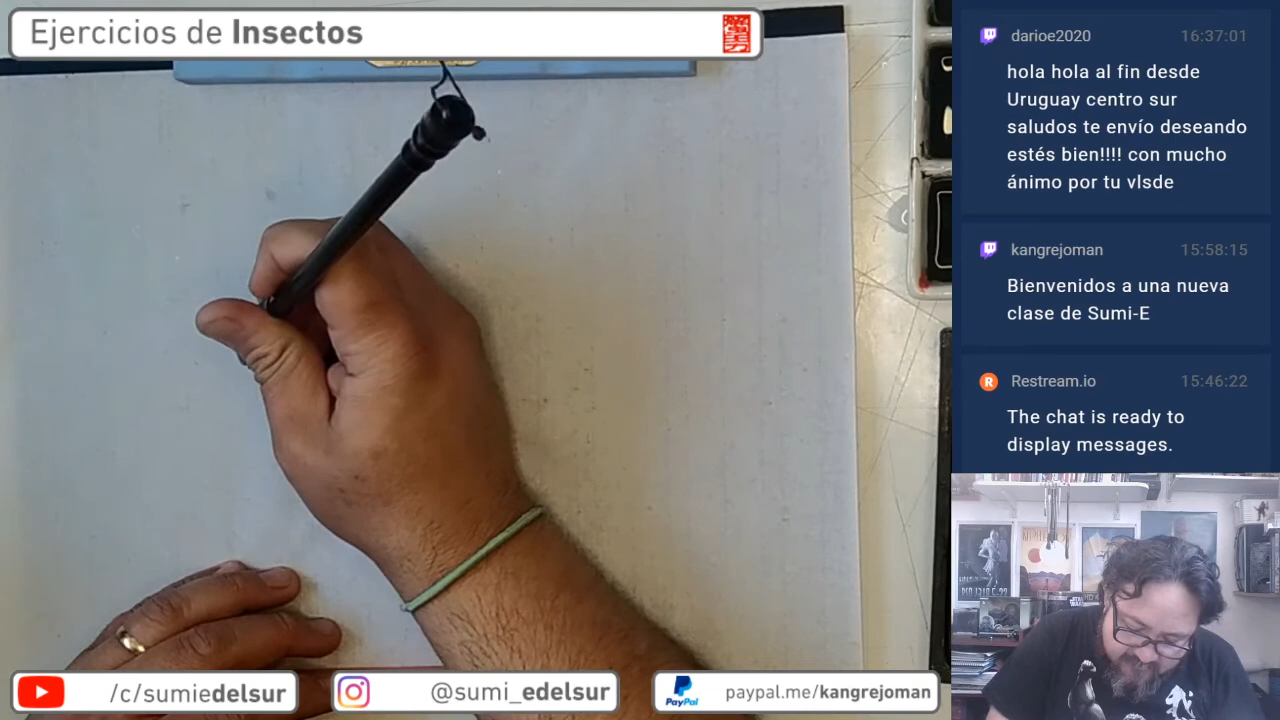 Ejercicios de Insectos
darioe2020 16:37:01
hola hola al fin desde
Uruguay centro sur
saludos te envío deseando
estés bien!!!! con mucho
ánimo por tu vlsde
kangrejoman 15:58:15
Bienvenidos a una nueva
clase de Sumi-E
R Restream.io 15:46:22
The chat is ready to
display messages.
/c/sumiedelsur
@sumi_edelsur
PayPal paypal.me/kangrejoman